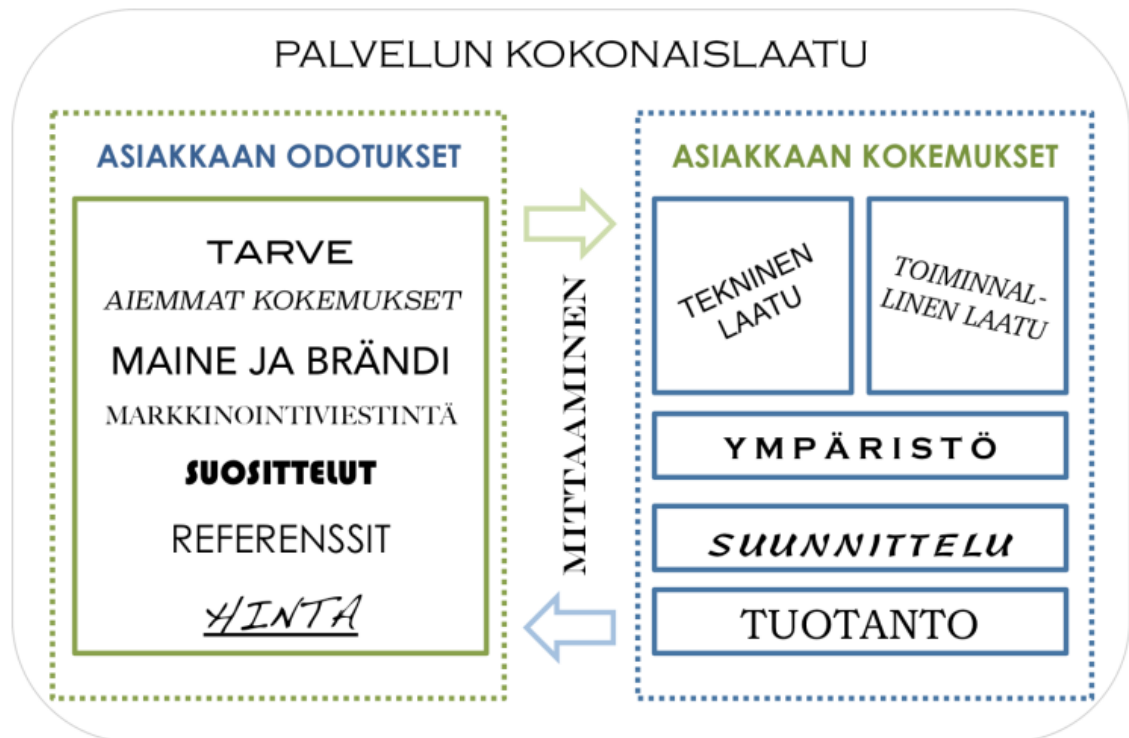 PALVELUN KOKONAISLAATU
ASIAKKAAN ODOTUKSET
TARVE
AIEMMAT KOKEMUKSET
MAINE JA BRÄNDI
MARKKINOINTIVIESTINTÄ
SUOSITTELUT
REFERENSSIT
HINTA
MITTAAMINEN
ASIAKKAAN KOKEMUKSET
TEKNINEN
LAATU
TOIMINNAL-
LINEN LAATU
YMPÄRISTÖ
SUUNNITTELU
TUOTANTO